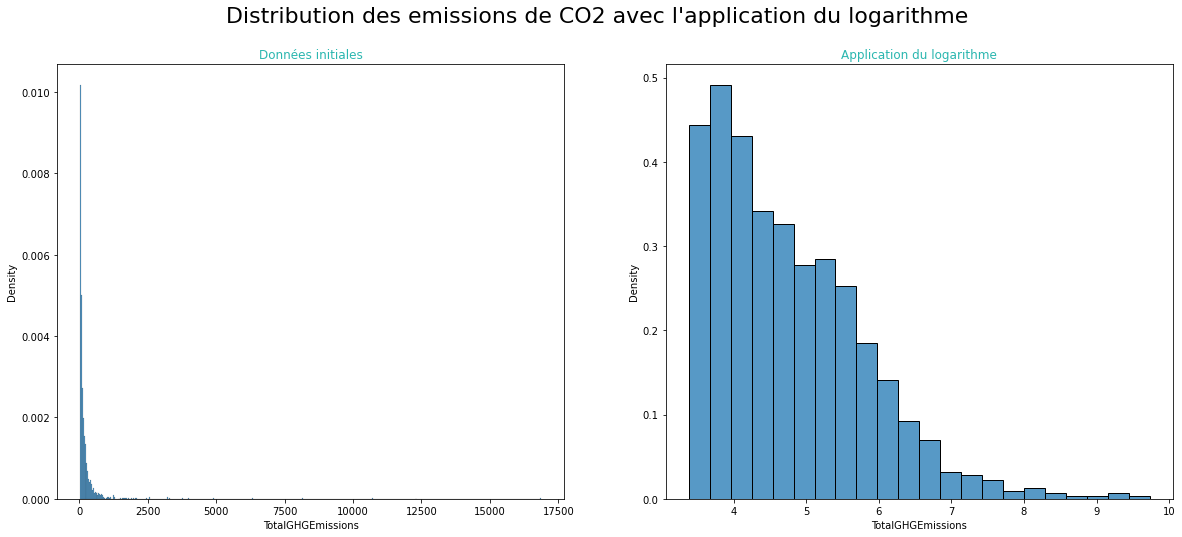 Distribution des emissions de CO2 avec l'application du logarithme
Données initiales
Density
0.010
0.008
0.006
0.004
0.002
0.000
0 2500 5000 7500 10000 12500 15000 17500
TotalGHGEmissions
Application du logarithme
Density
0.5
0.4
0.3
0.2
0.1
0.0
4 5 6 7 8 9 10
TotalGHGEmissions